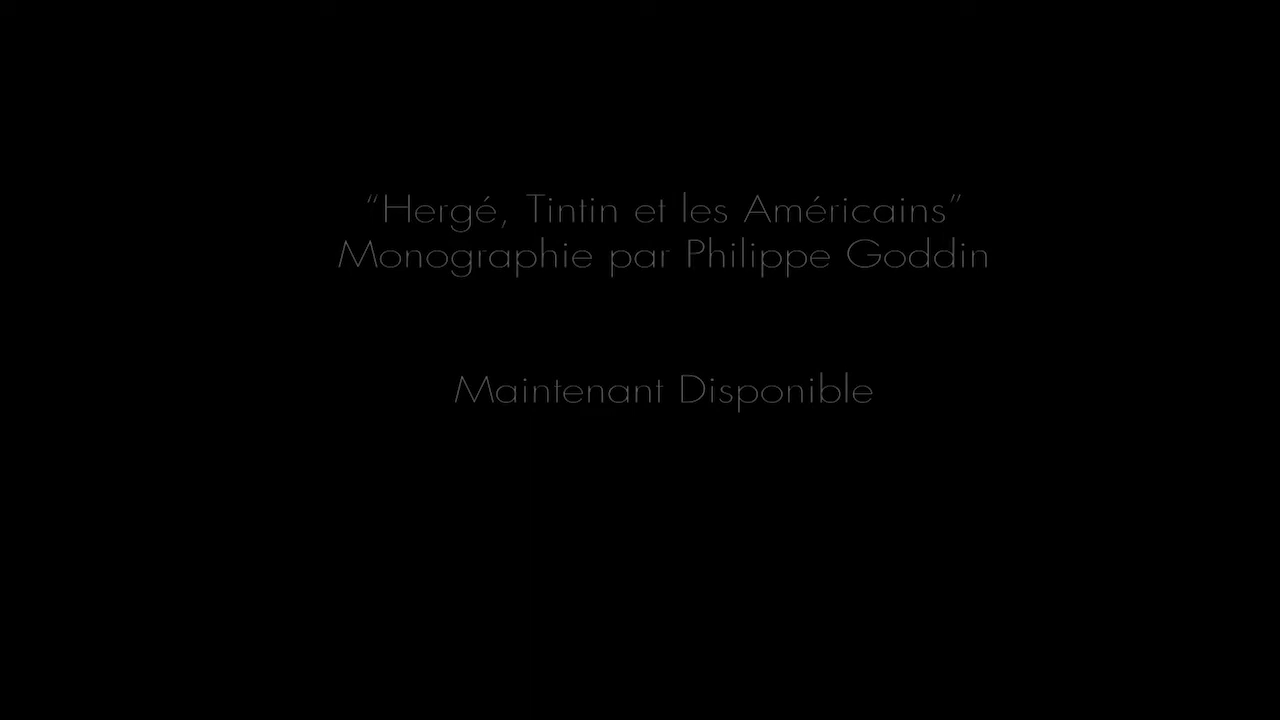 “Hergé, Tintin et les Américains”
Monographie par Philippe Goddin
Maintenant Disponible